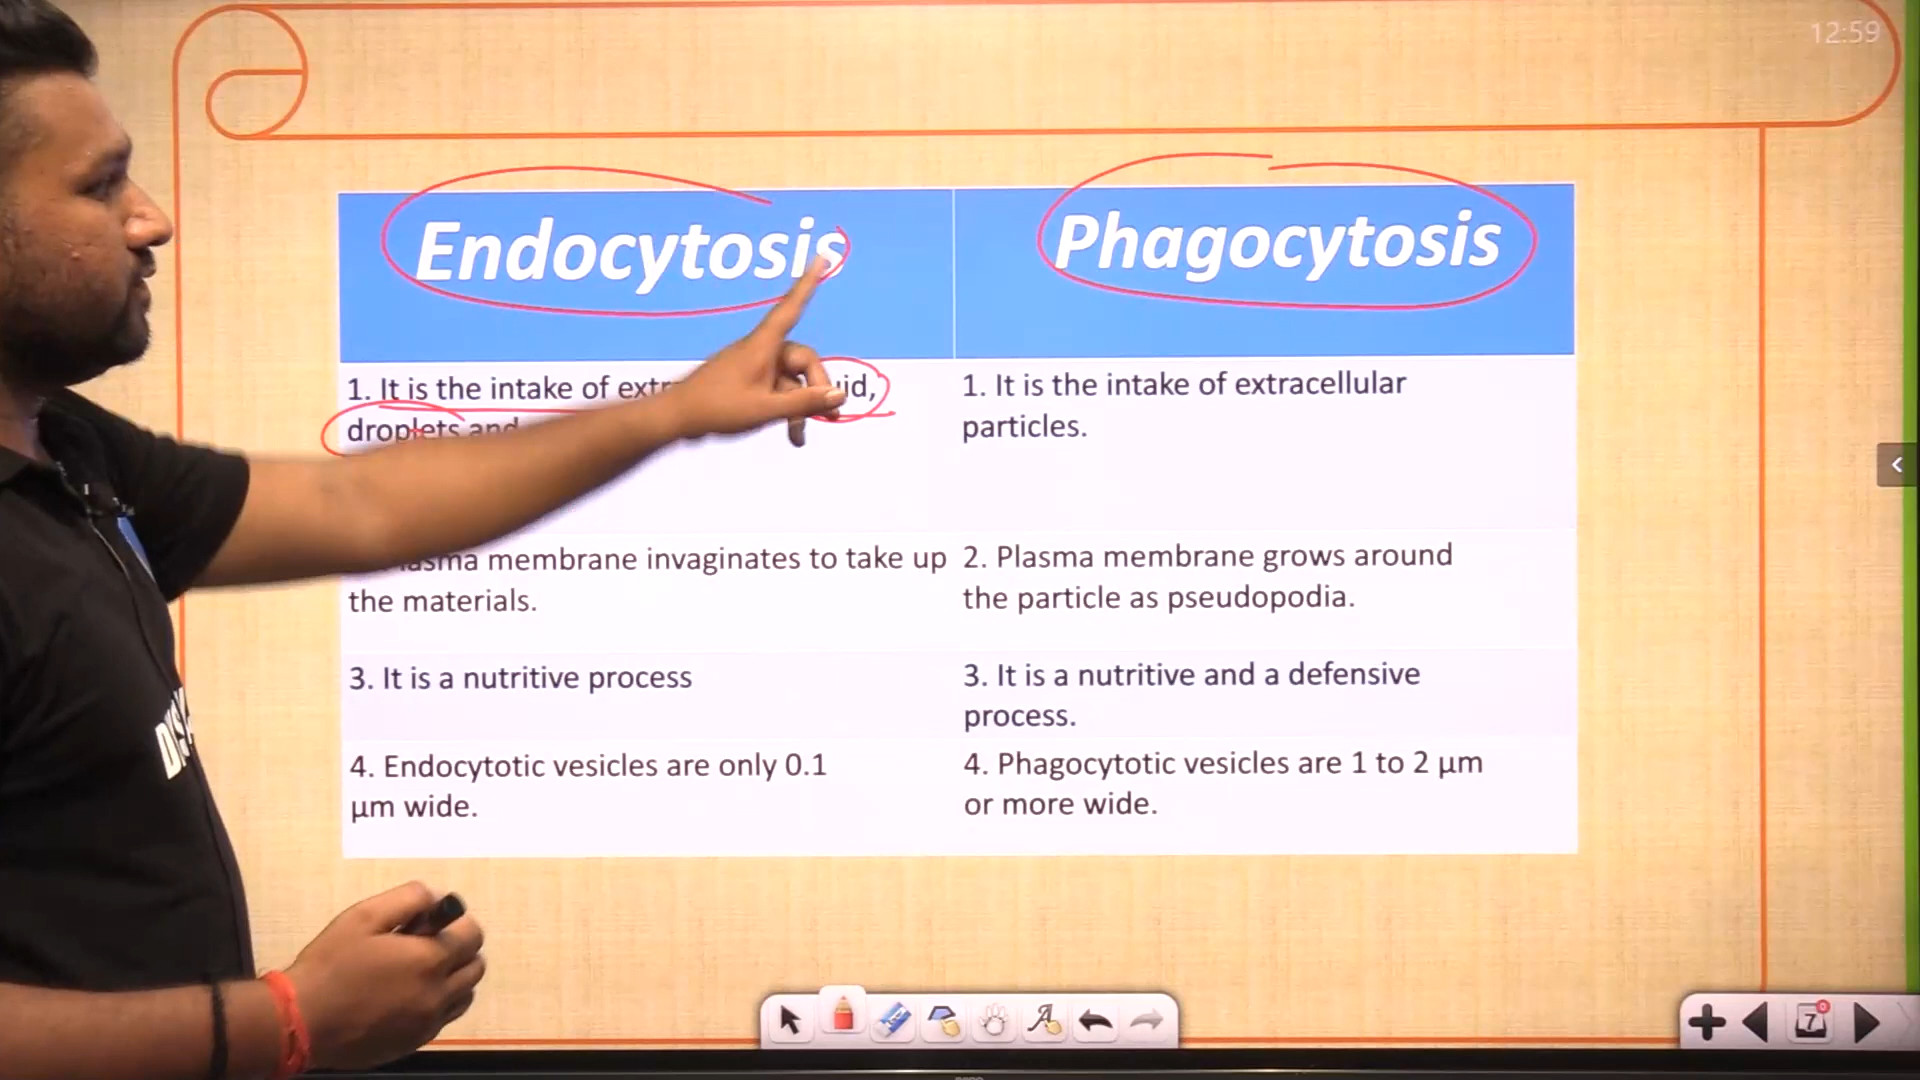 12:59
Endocytosis
Phagocytosis
1. It is the intake of
droplets and
1. It is the intake of extracellular
particles.
membrane invaginates to take up
the materials.
2. Plasma membrane grows around
the particle as pseudopodia.
3. It is a nutritive process
3. It is a nutritive and a defensive
process.
4. Endocytotic vesicles are only 0.1
µm wide.
4. Phagocytotic vesicles are 1 to 2 µm
or more wide.
7
0